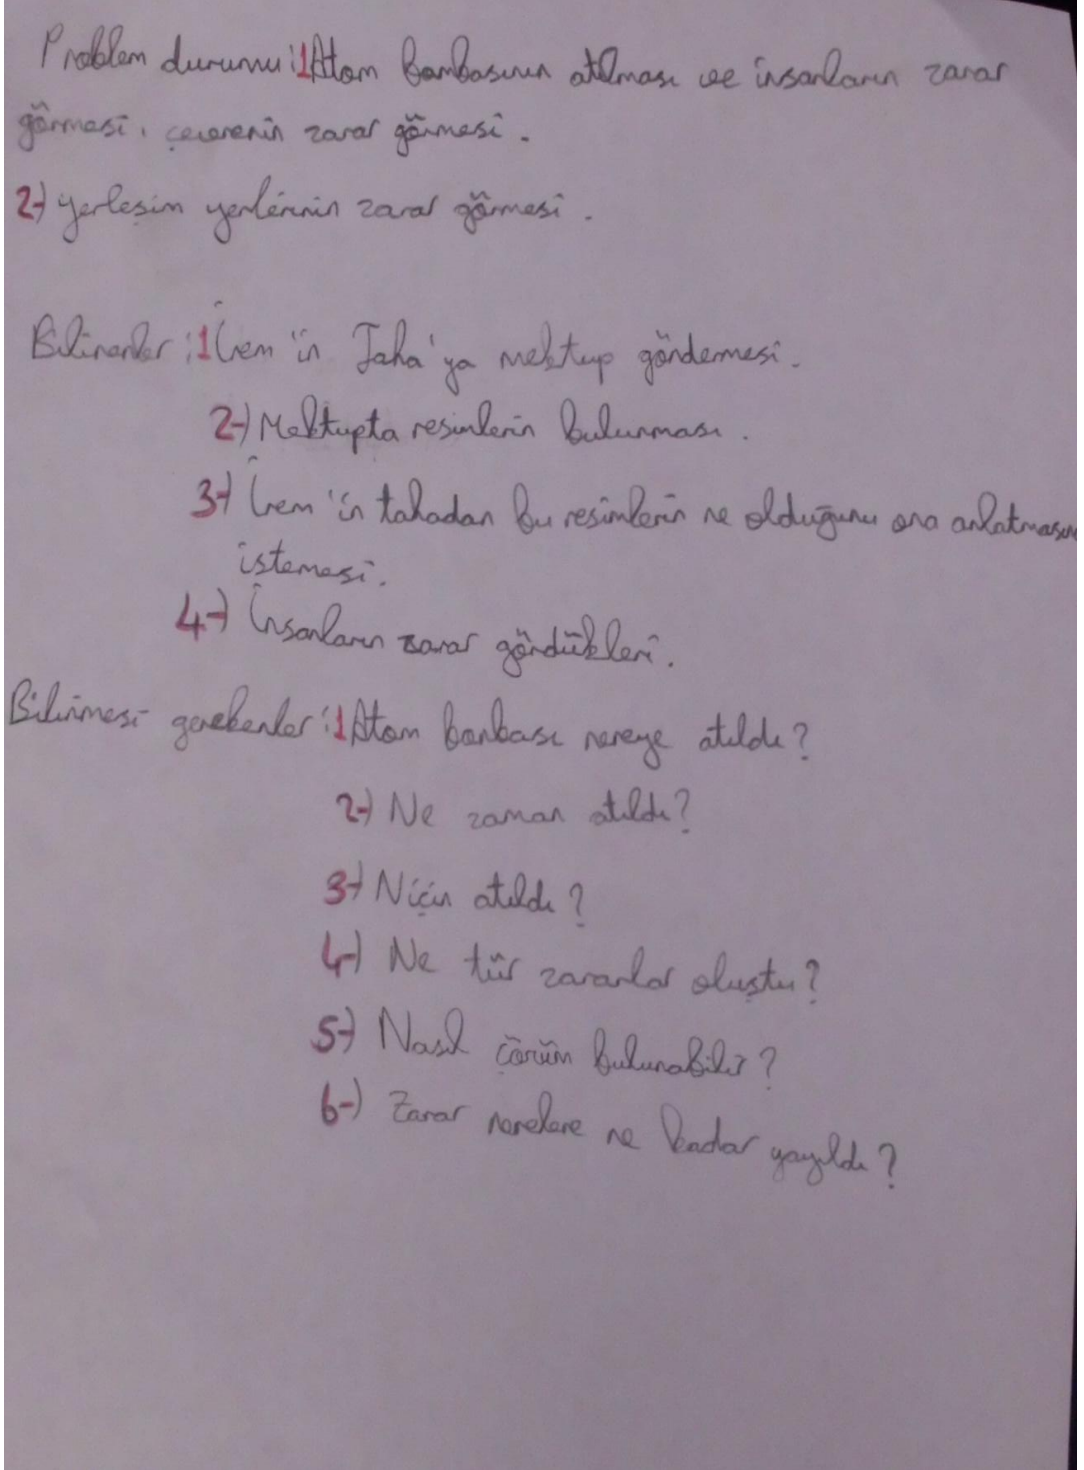 Problem durumu: 1 Atom bombasının atılması ve insanların zarar
görmesi, çevrenin zarar görmesi.
2-) yerleşim yerlerinin zarar görmesi.
Bilinenler: 1 İrem'in Taha'ya mektup göndermesi.
2-) Mektupta resimlerin bulunması.
3-) İrem'in tahadan bu resimlerin ne olduğunu ona anlatmasını
istemesi.
4-) İnsanların zarar gördükleri.
Bilinmesi gerekenler: 1 Atom bombası nereye atıldı?
2-) Ne zaman atıldı?
3-) Niçin atıldı?
4-) Ne tür zararlar oluştu?
5-) Nasıl çözüm bulunabilir?
6-) Zarar nerelere ne kadar yayıldı?